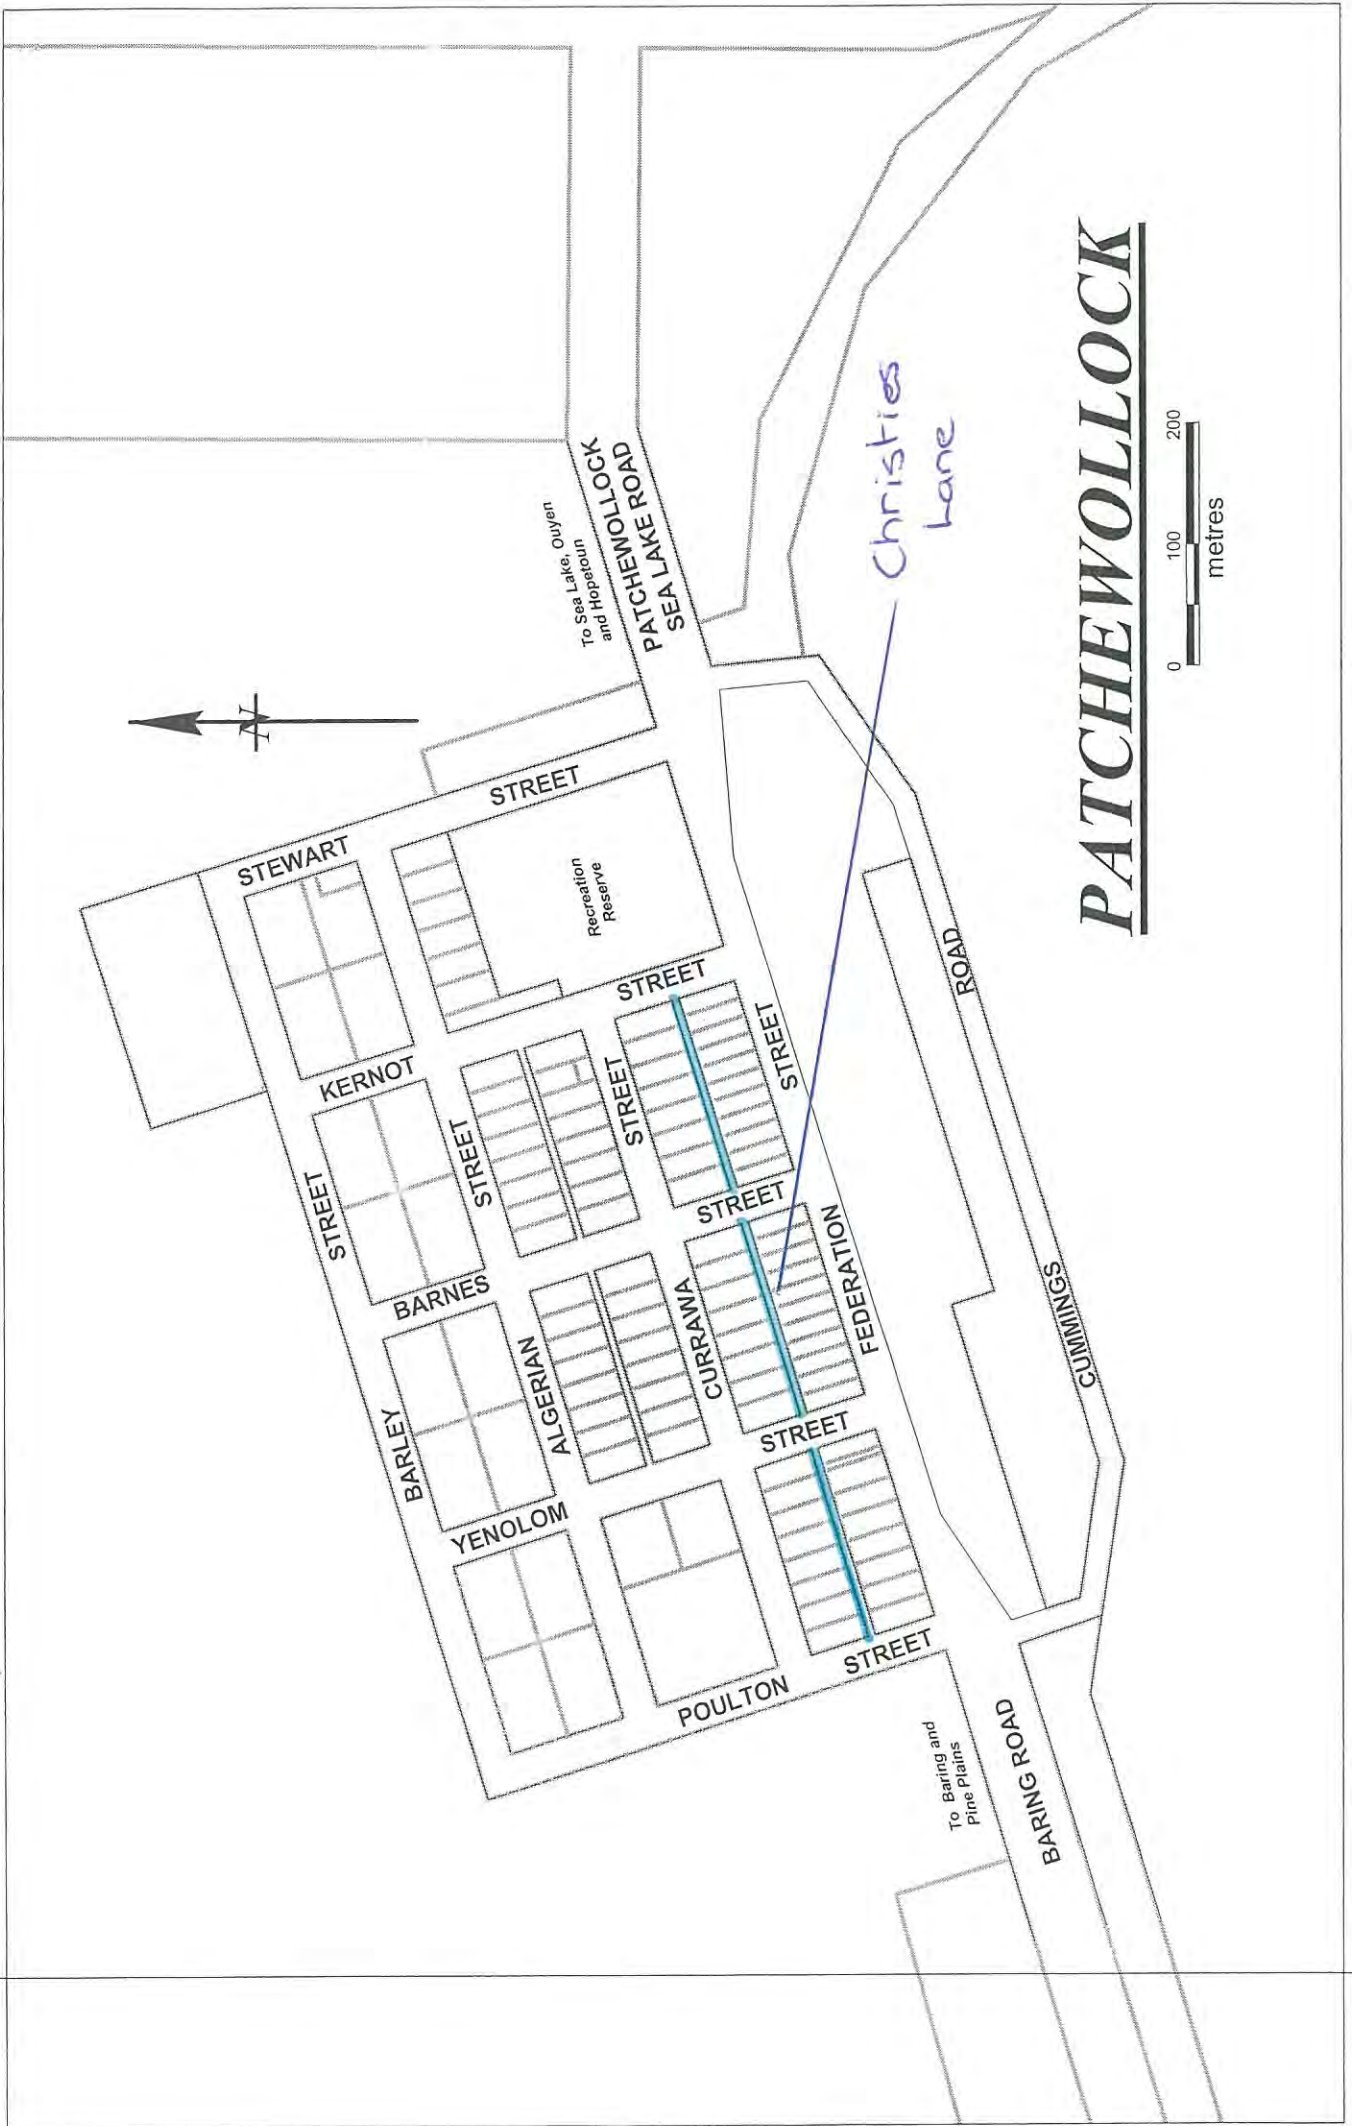 To Sea Lake, Ouyen
and Hopetoun
PATCHEWOLLOCK
SEA LAKE ROAD
N
STEWART
STREET
Recreation
Reserve
KERNOT
STREET
BARNES
STREET
YENOLOM
STREET
POULTON
STREET
BARLEY
STREET
ALGERIAN
STREET
CURRAWA
STREET
FEDERATION
STREET
CUMMINGS
ROAD
BARING ROAD
To Baring and
Pine Plains
Christies
Lane
PATCHEWOLLOCK
0 100 200
metres